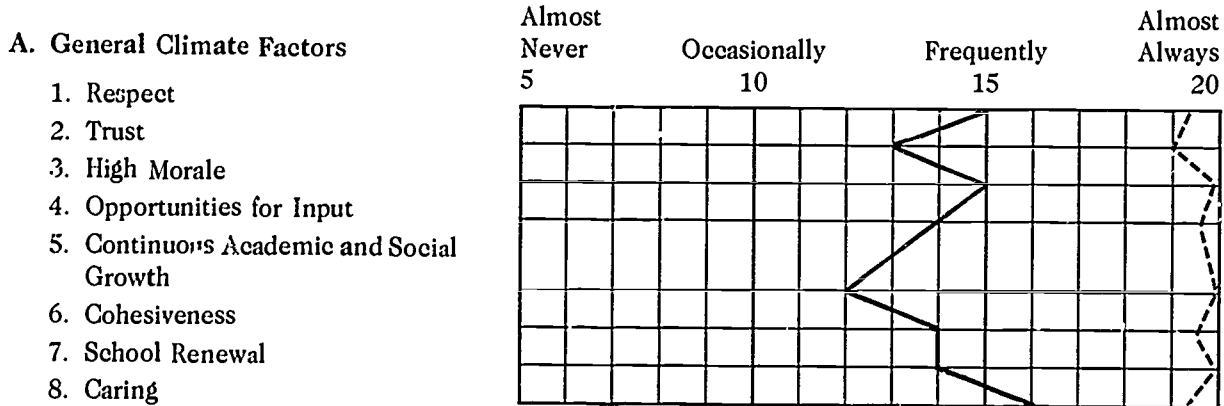 A. General Climate Factors
1. Respect
2. Trust
3. High Morale
4. Opportunities for Input
5. Continuous Academic and Social
Growth
6. Cohesiveness
7. School Renewal
8. Caring
Almost
Never Occasionally Frequently Almost
Always
5 10 15 20